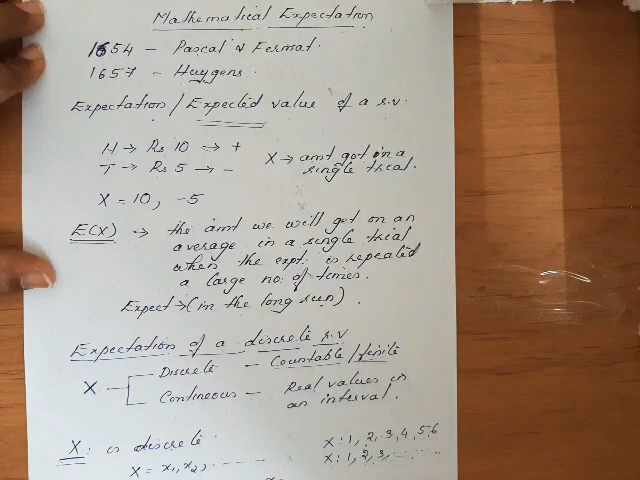 Mathematical Expectation
1654 - Pascal & Fermat.
1657 - Huygens.
Expectation / Expected value of a r.v.
H → Rs 10 → +
T → Rs 5 → -
X → amt got in a single trial.
X = 10, -5
E(X) → the amt we will get on an
average in a single trial
when the expt. is repeated
a large no. of times.
Expect → (in the long run).
Expectation of a discrete r.v
X
Discrete - Countable / finite
Continuous - Real values in
an interval.
X: is discrete.
X: 1, 2, 3, 4, 5, 6
X = x1, x2, ------
X: 1, 2, 3, ------